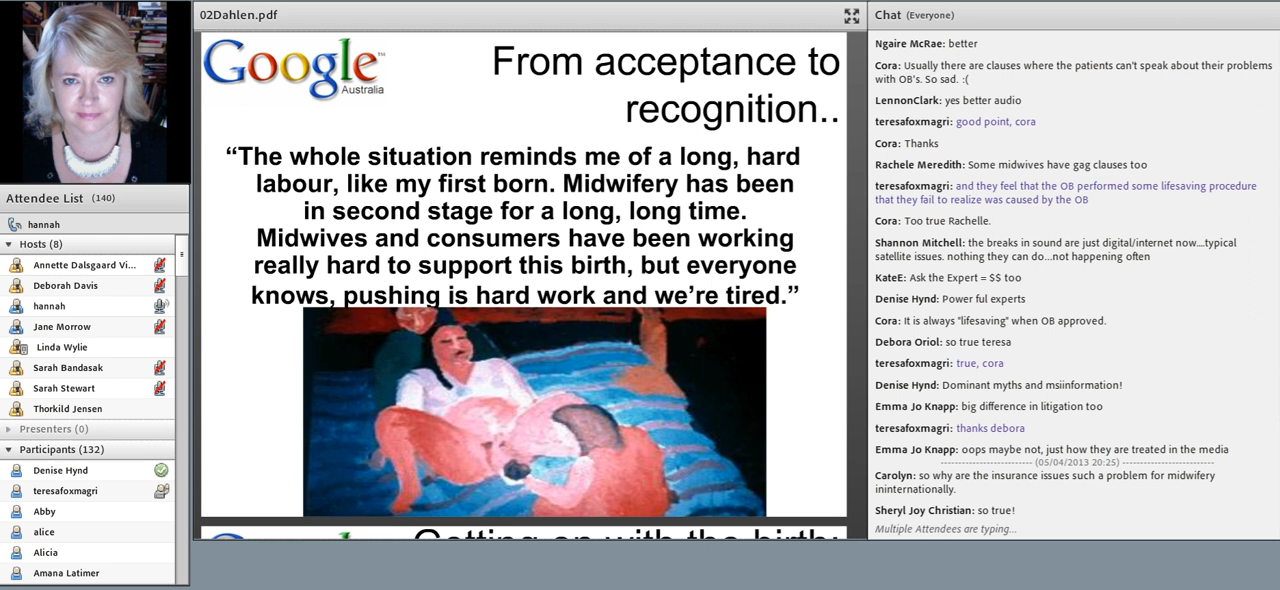 Attendee List (140)
hannah
Hosts (8)
Annette Dalsgaard Vi...
Deborah Davis
hannah
Jane Morrow
Linda Wylie
Sarah Bandasak
Sarah Stewart
Thorkild Jensen
Presenters (0)
Participants (132)
Denise Hynd
teresafoxmagri
Abby
alice
Alicia
Amana Latimer
02Dahlen.pdf
Google™
Australia
From acceptance to
recognition..
“The whole situation reminds me of a long, hard
labour, like my first born. Midwifery has been
in second stage for a long, long time.
Midwives and consumers have been working
really hard to support this birth, but everyone
knows, pushing is hard work and we’re tired.”
Getting on with the birth:
Chat (Everyone)
Ngaire McRae: better
Cora: Usually there are clauses where the patients can't speak about their problems
with OB's. So sad. :(
LennonClark: yes better audio
teresafoxmagri: good point, cora
Cora: Thanks
Rachele Meredith: Some midwives have gag clauses too
teresafoxmagri: and they feel that the OB performed some lifesaving procedure
that they fail to realize was caused by the OB
Cora: Too true Rachelle.
Shannon Mitchell: the breaks in sound are just digital/internet now....typical
satellite issues. nothing they can do...not happening often
KateE: Ask the Expert = $$ too
Denise Hynd: Power ful experts
Cora: It is always "lifesaving" when OB approved.
Debora Oriol: so true teresa
teresafoxmagri: true, cora
Denise Hynd: Dominant myths and msiinformation!
Emma Jo Knapp: big difference in litigation too
teresafoxmagri: thanks debora
Emma Jo Knapp: oops maybe not, just how they are treated in the media
(05/04/2013 20:25)
Carolyn: so why are the insurance issues such a problem for midwifery
ininternationally.
Sheryl Joy Christian: so true!
Multiple Attendees are typing...